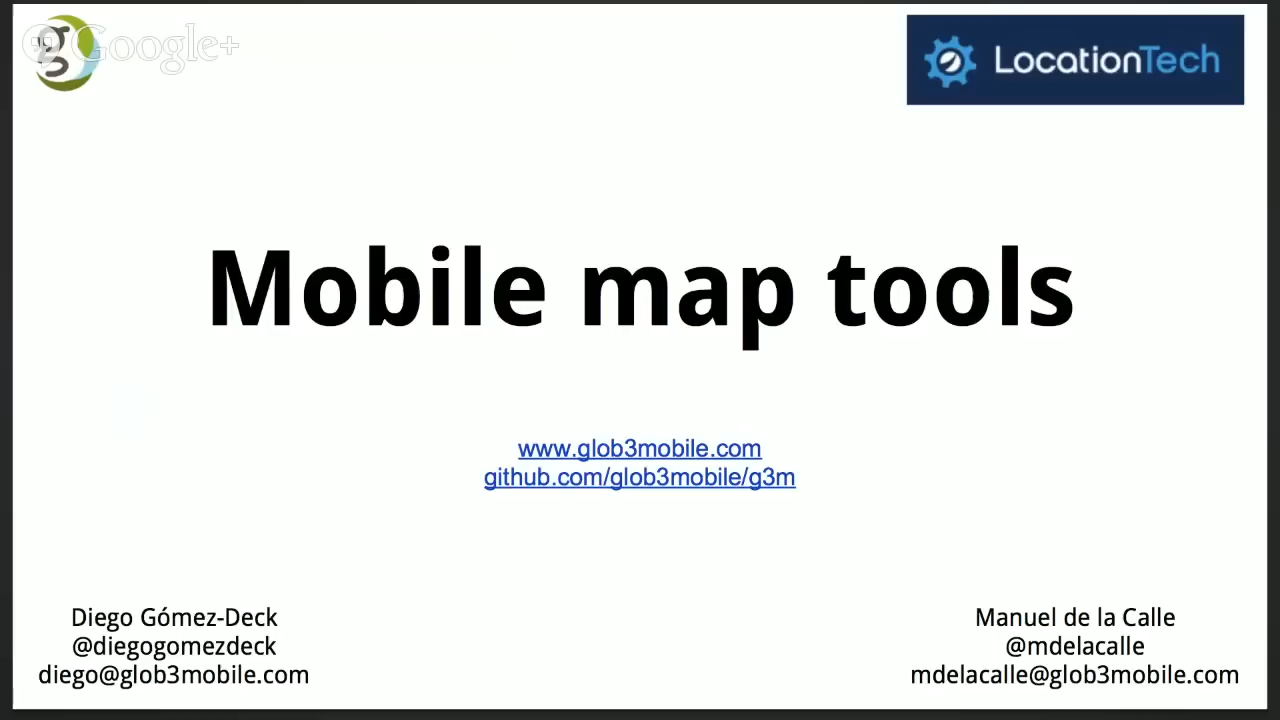 g Google+
LocationTech
Mobile map tools
www.glob3mobile.com
github.com/glob3mobile/g3m
Diego Gómez-Deck
@diegogomezdeck
diego@glob3mobile.com
Manuel de la Calle
@mdelacalle
mdelacalle@glob3mobile.com